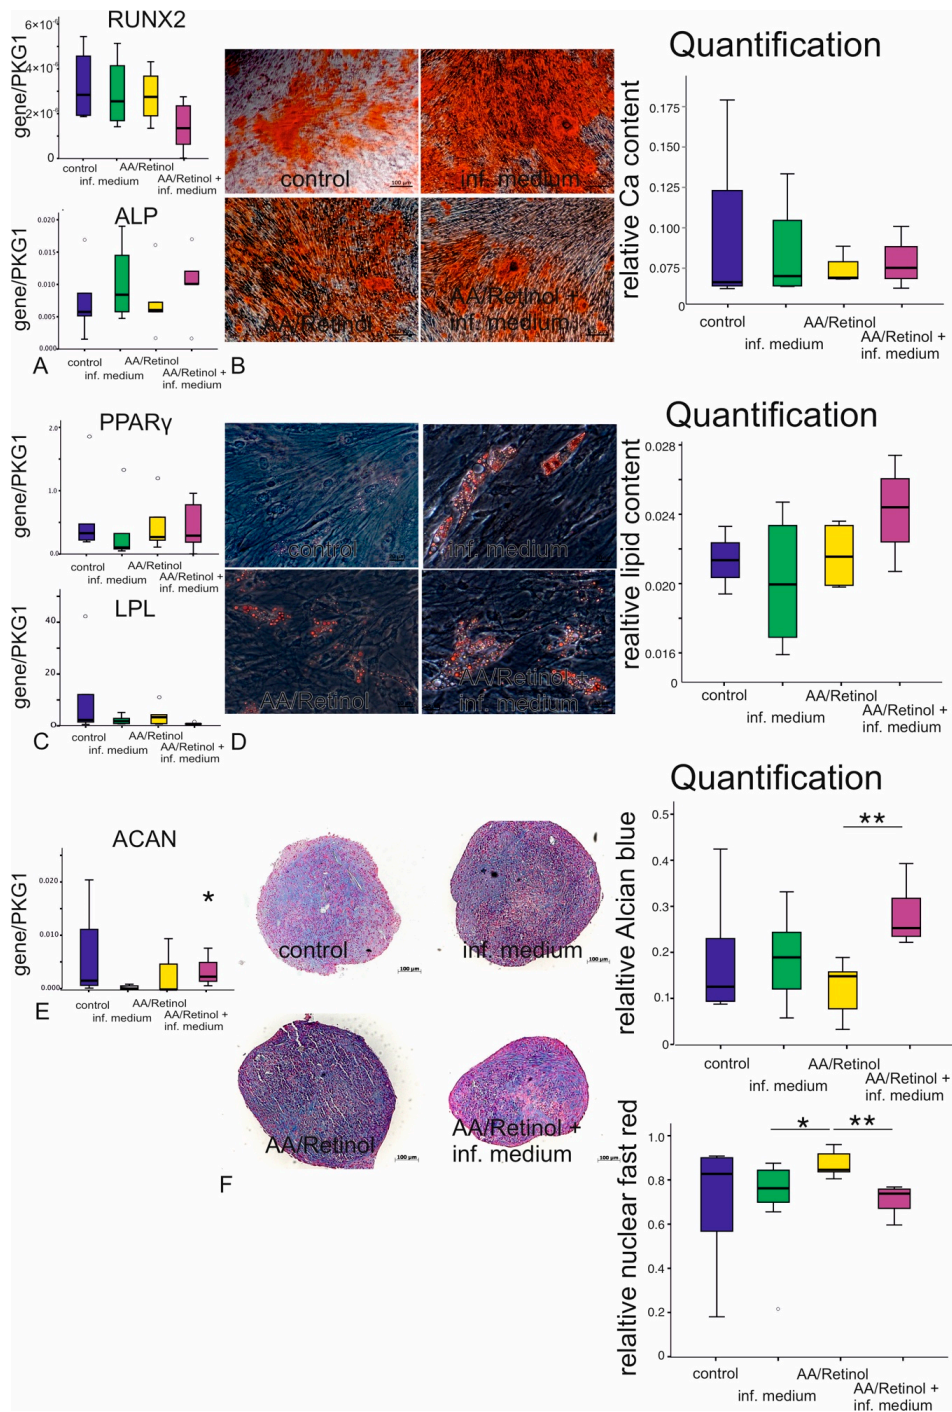 RUNX2
gene/PKG1
6×10⁻⁶
4×10⁻⁶
2×10⁻⁶
0
control
inf. medium
AA/Retinol
AA/Retinol +
inf. medium
ALP
gene/PKG1
0.020
0.015
0.010
0.005
0.000
control
inf. medium
AA/Retinol
AA/Retinol +
inf. medium
A
control
100 µm
inf. medium
AA/Retinol
AA/Retinol +
inf. medium
B
Quantification
relative Ca content
0.175
0.125
0.100
0.075
0
control
inf. medium
AA/Retinol
AA/Retinol +
inf. medium
PPARγ
gene/PKG1
2.0
1.0
0.0
control
inf. medium
AA/Retinol
AA/Retinol +
inf. medium
LPL
gene/PKG1
40
20
0
control
inf. medium
AA/Retinol
AA/Retinol +
inf. medium
C
control
inf. medium
AA/Retinol
AA/Retinol +
inf. medium
D
Quantification
realtive lipid content
0.028
0.024
0.020
0.016
0
control
inf. medium
AA/Retinol
AA/Retinol +
inf. medium
ACAN
gene/PKG1
0.020
0.010
0.000
*
control
inf. medium
AA/Retinol
AA/Retinol +
inf. medium
E
control
100 µm
inf. medium
100 µm
AA/Retinol
100 µm
AA/Retinol +
inf. medium
100 µm
F
Quantification
relaltive Alcian blue
0.5
0.4
0.3
0.2
0.1
0
**
control
inf. medium
AA/Retinol
AA/Retinol +
inf. medium
relaltive nuclear fast red
1.0
0.8
0.6
0.4
0.2
0
*
**
control
inf. medium
AA/Retinol
AA/Retinol +
inf. medium